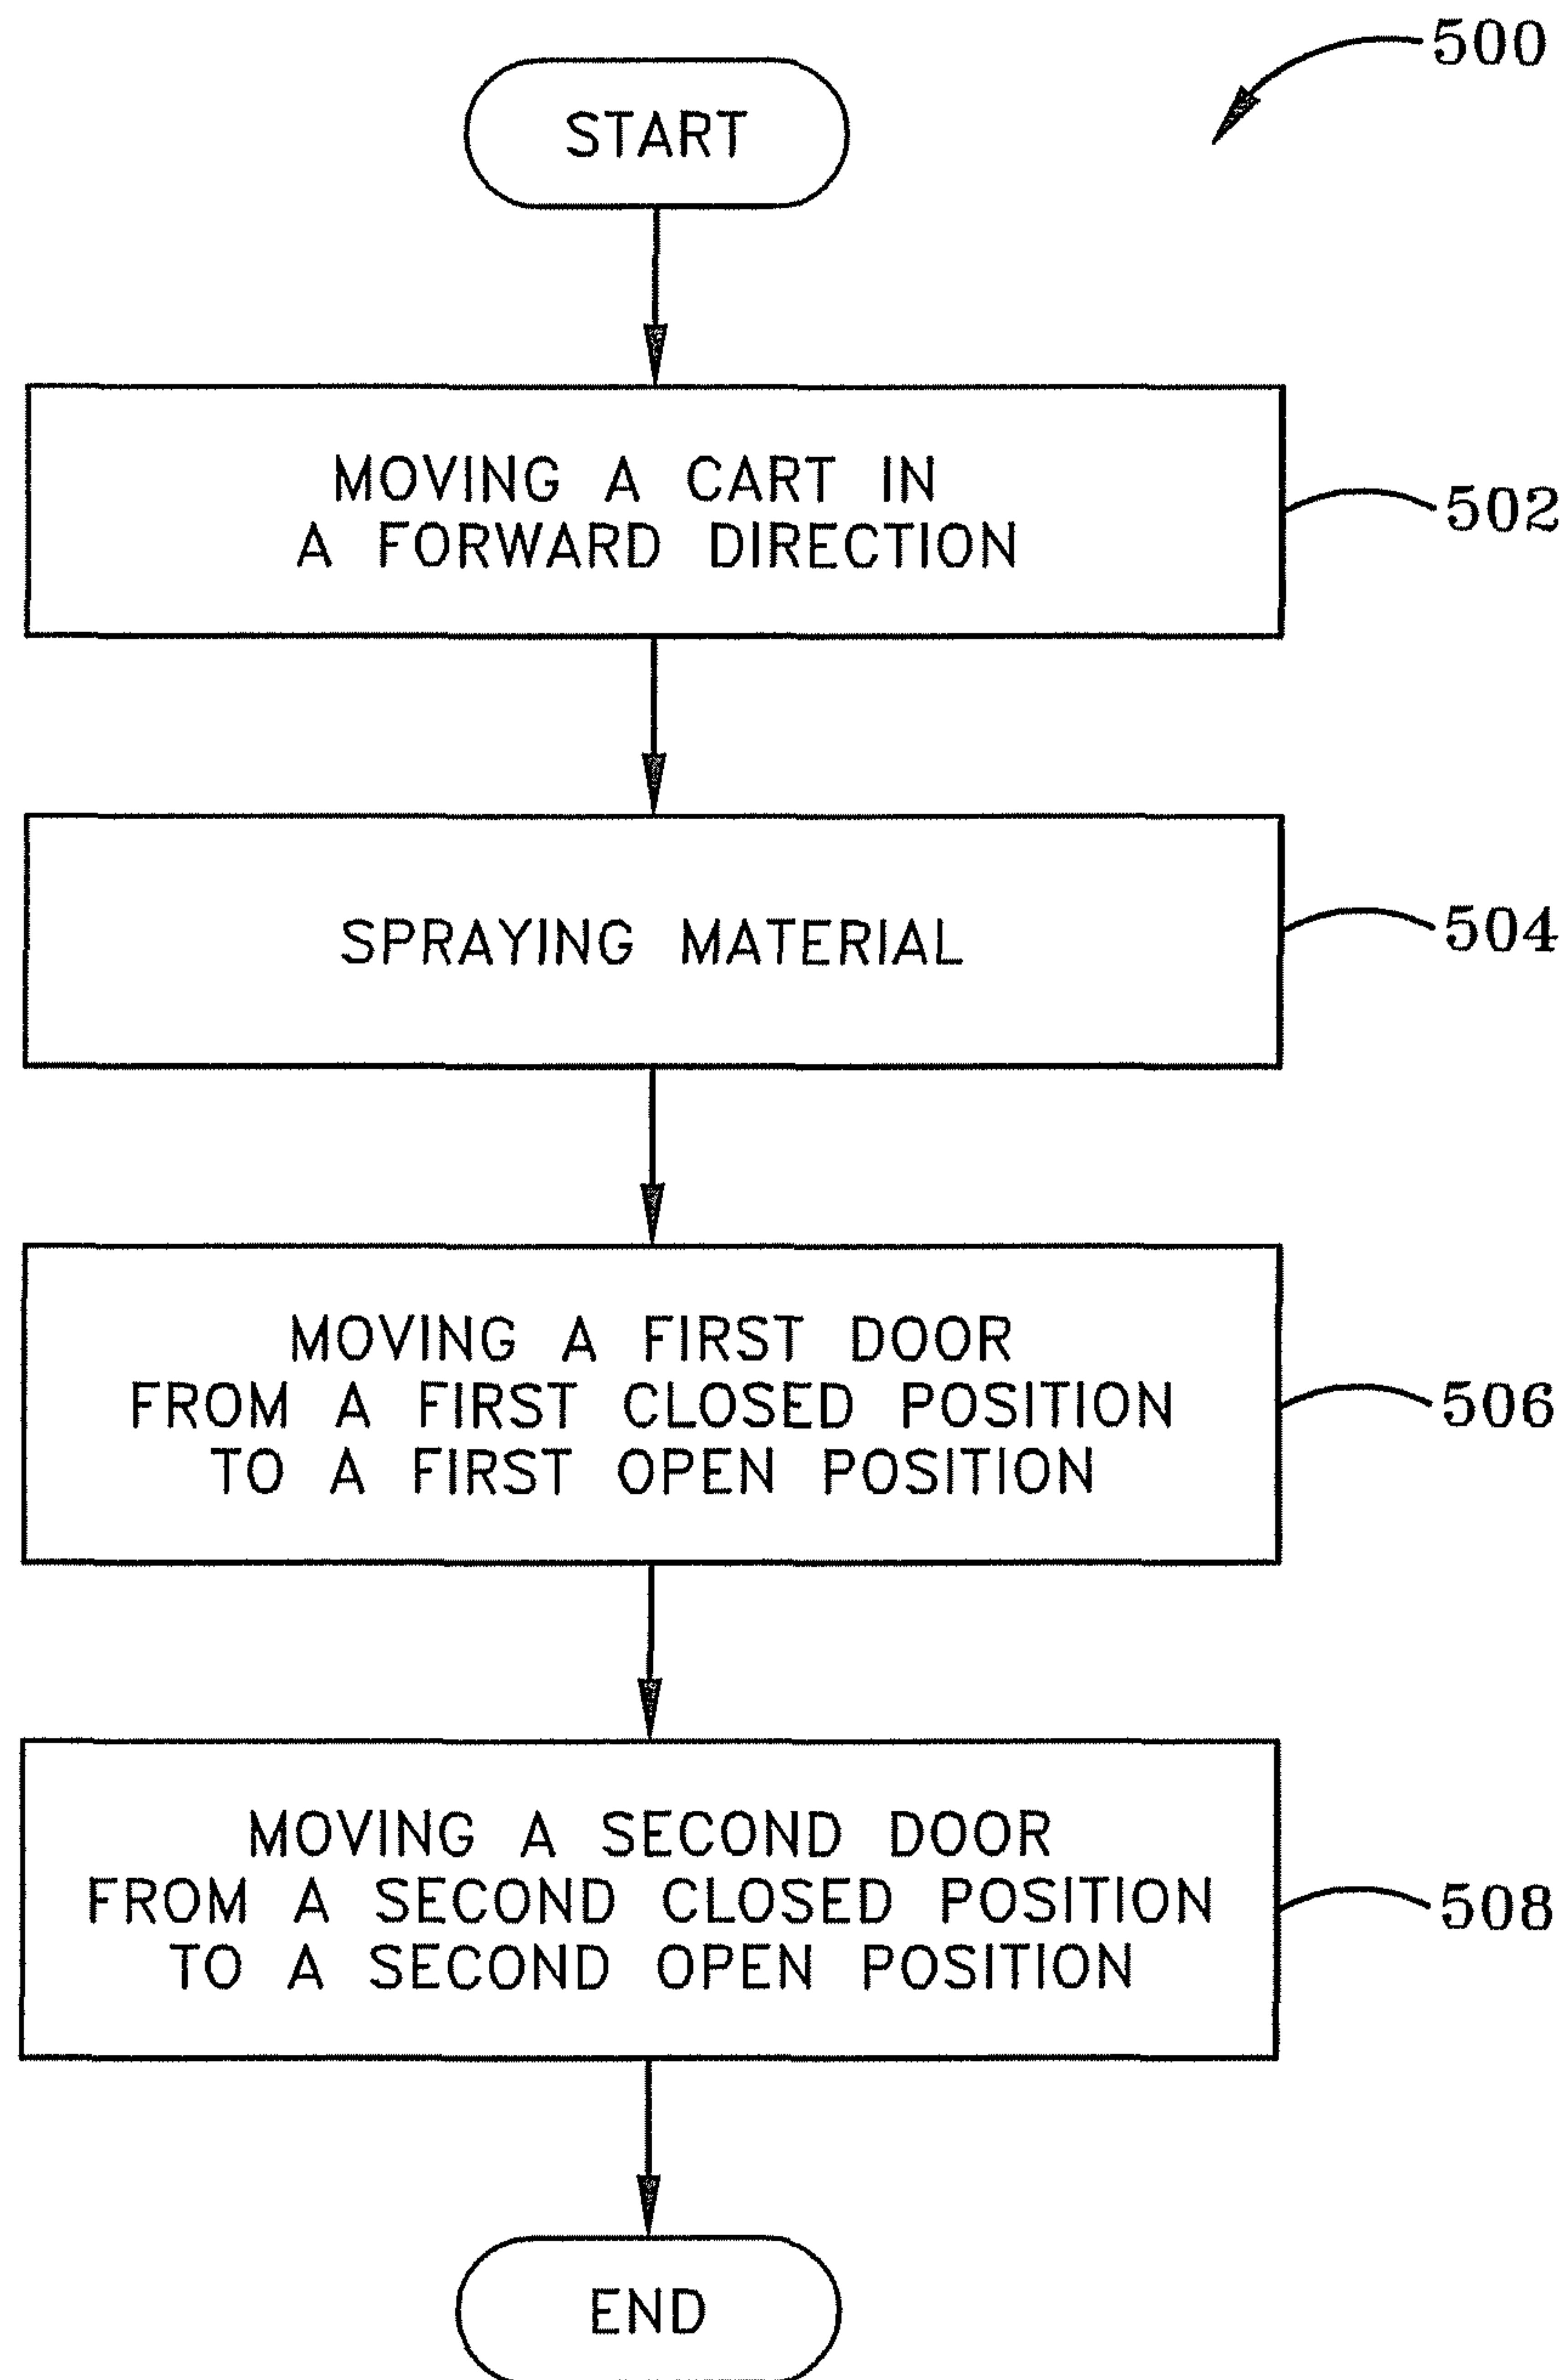 500
START
MOVING A CART IN
A FORWARD DIRECTION
502
SPRAYING MATERIAL
504
MOVING A FIRST DOOR
FROM A FIRST CLOSED POSITION
TO A FIRST OPEN POSITION
506
MOVING A SECOND DOOR
FROM A SECOND CLOSED POSITION
TO A SECOND OPEN POSITION
508
END